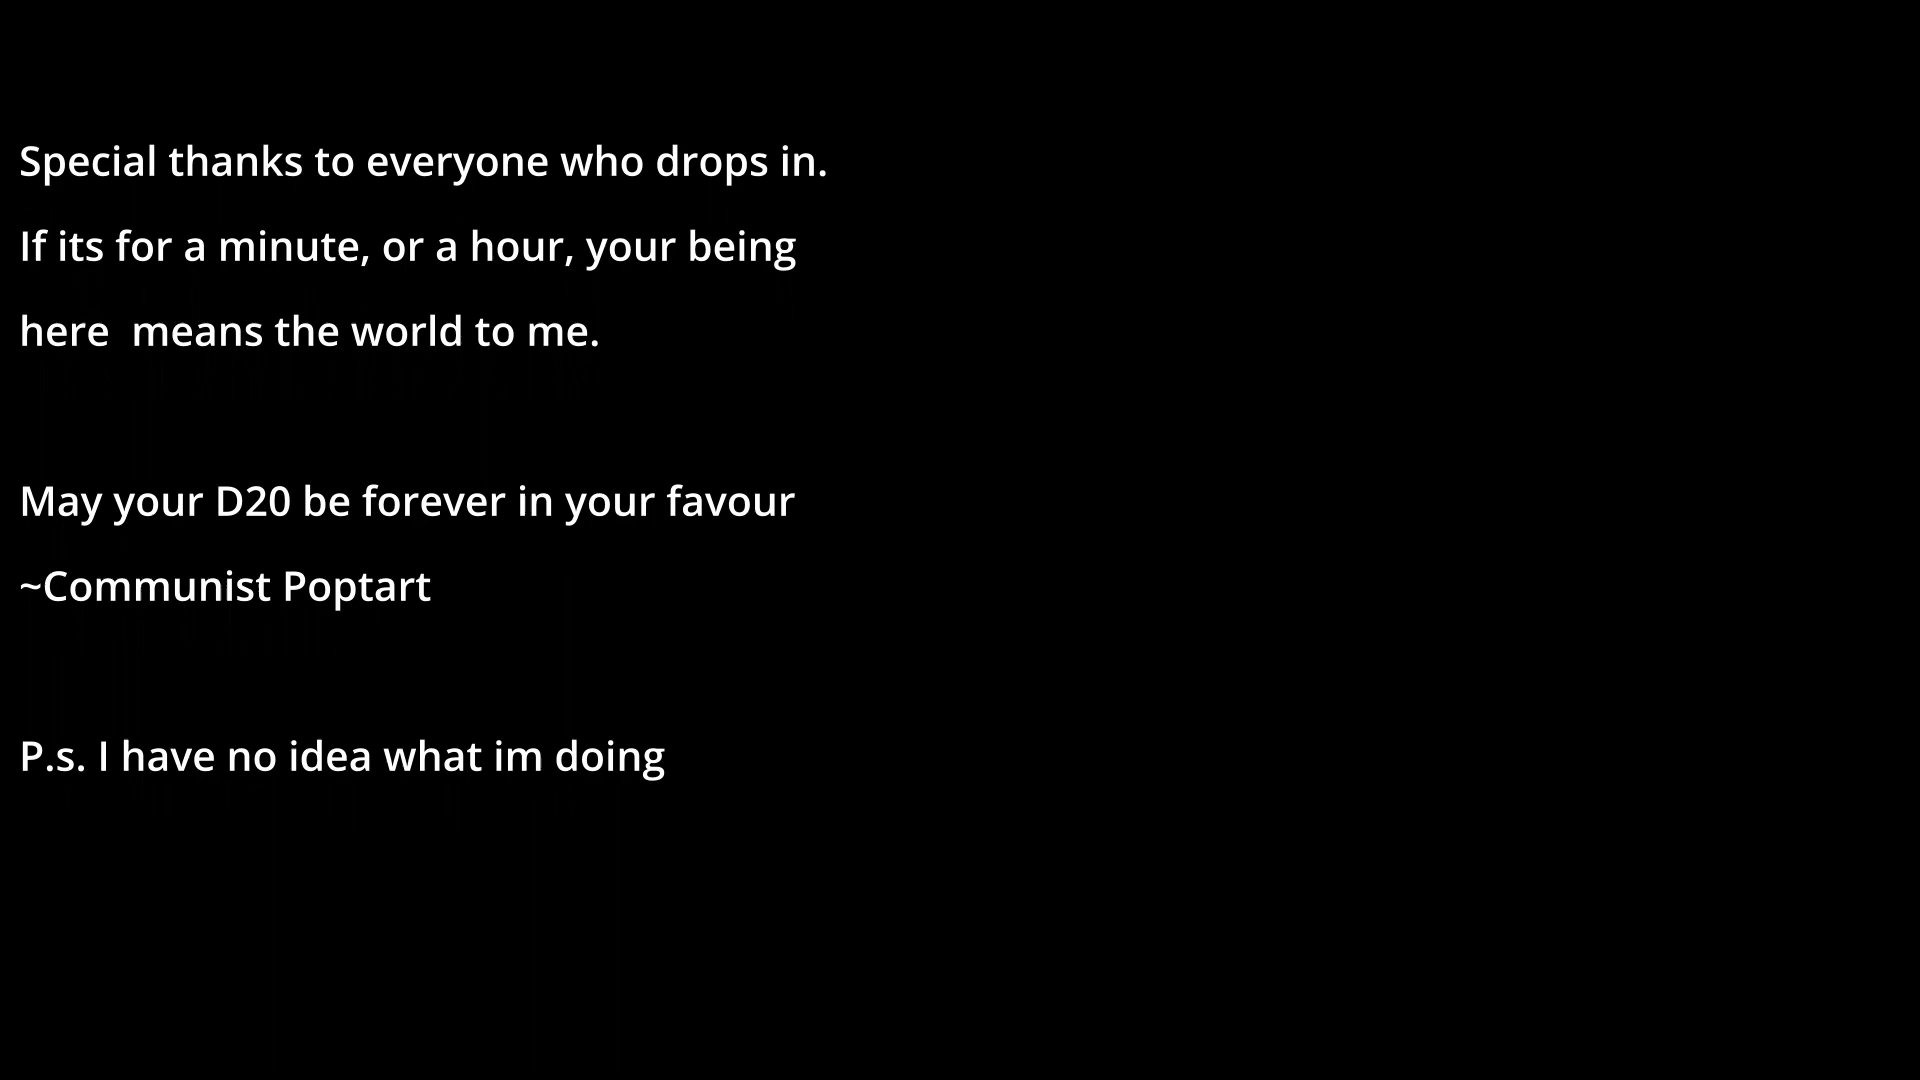 Special thanks to everyone who drops in.
If its for a minute, or a hour, your being
here  means the world to me.
May your D20 be forever in your favour
~Communist Poptart
P.s. I have no idea what im doing